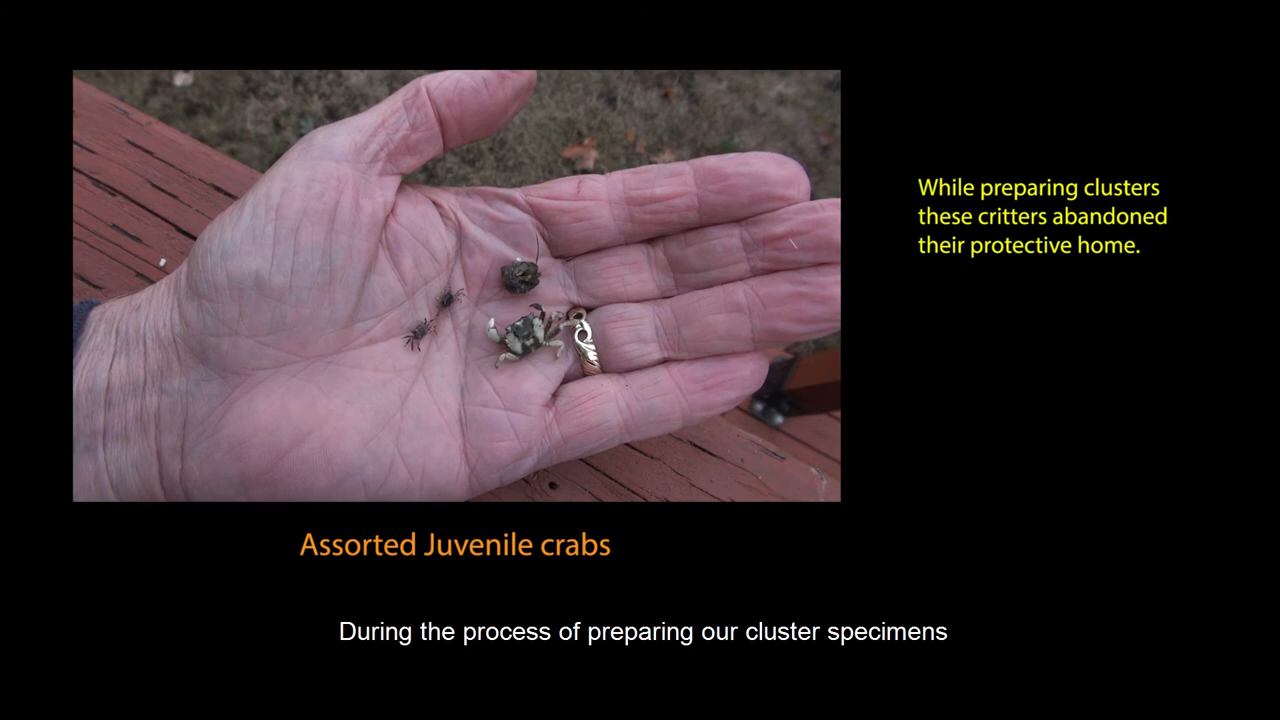 While preparing clusters
these critters abandoned
their protective home.
Assorted Juvenile crabs
During the process of preparing our cluster specimens